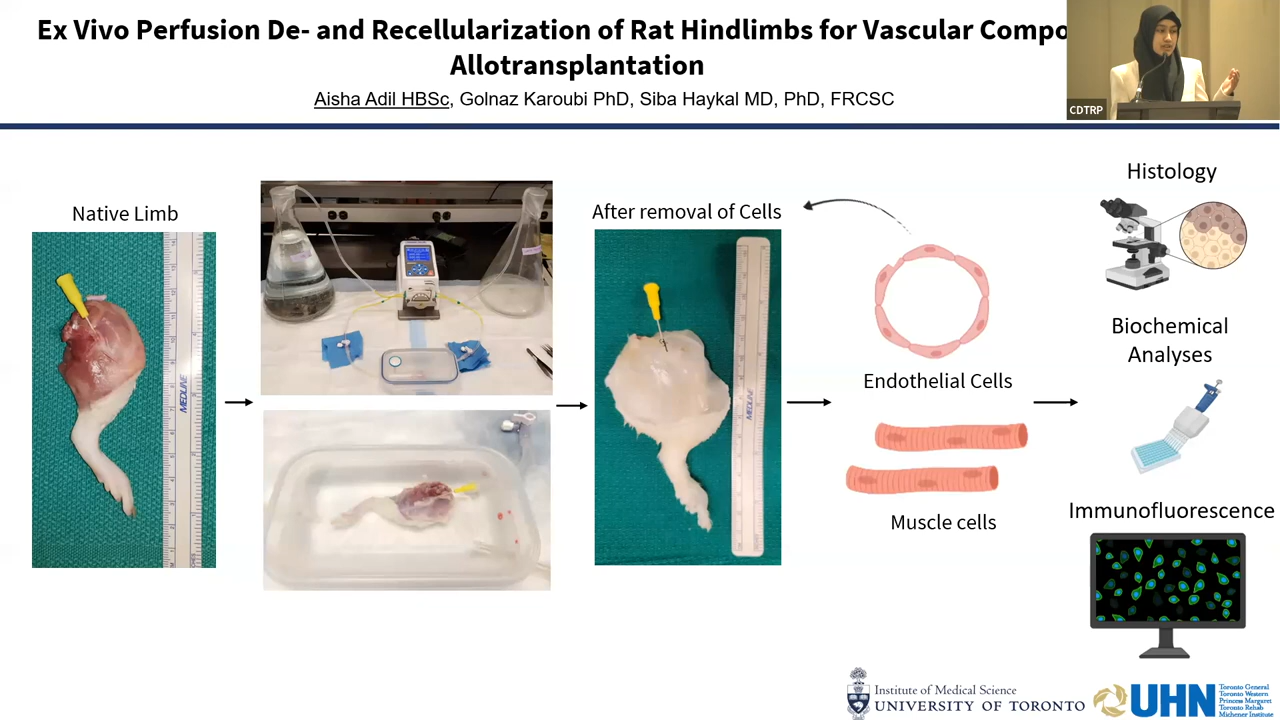 Ex Vivo Perfusion De- and Recellularization of Rat Hindlimbs for Vascular Compo
Allotransplantation
Aisha Adil HBSc, Golnaz Karoubi PhD, Siba Haykal MD, PhD, FRCSC
CDTRP
Native Limb
MEDLINE
After removal of Cells
MEDLINE
Endothelial Cells
Muscle cells
Histology
Biochemical
Analyses
Immunofluorescence
Institute of Medical Science
UNIVERSITY OF TORONTO
UHN
Toronto General
Toronto Western
Princess Margaret
Toronto Rehab
Michener Institute